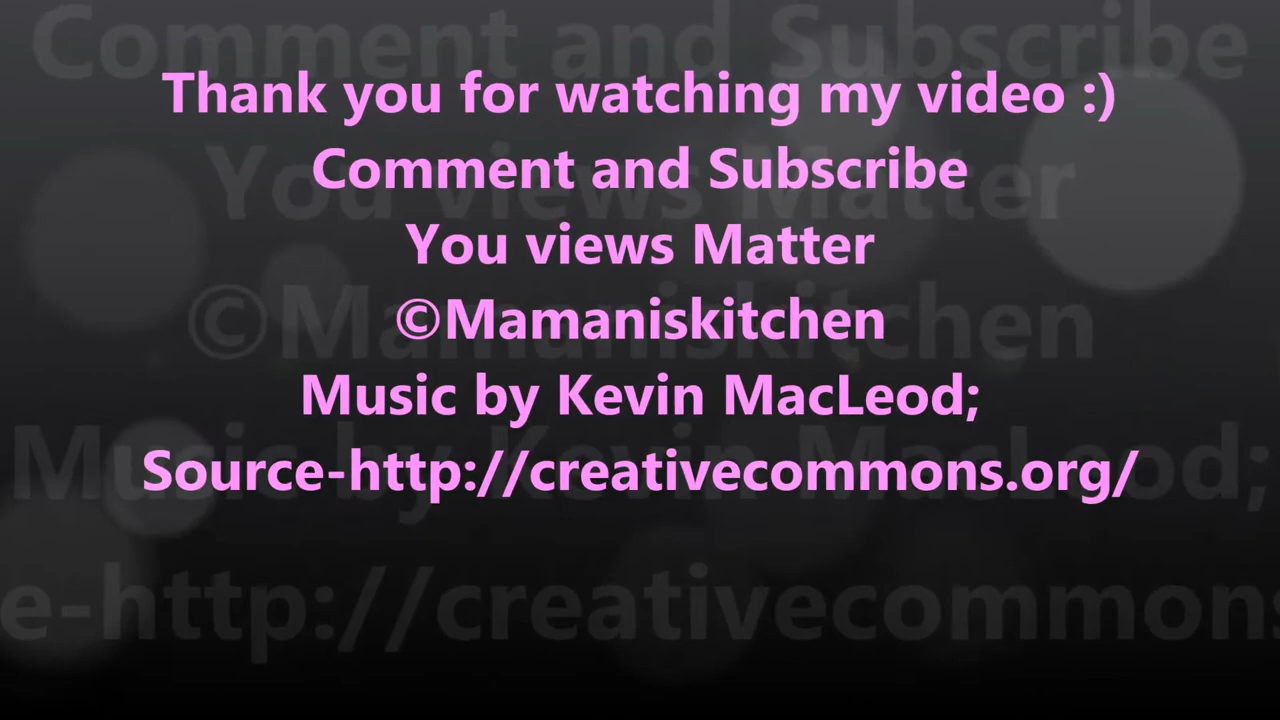 Thank you for watching my video :)
Comment and Subscribe
You views Matter
©Mamaniskitchen
Music by Kevin MacLeod;
Source-http://creativecommons.org/